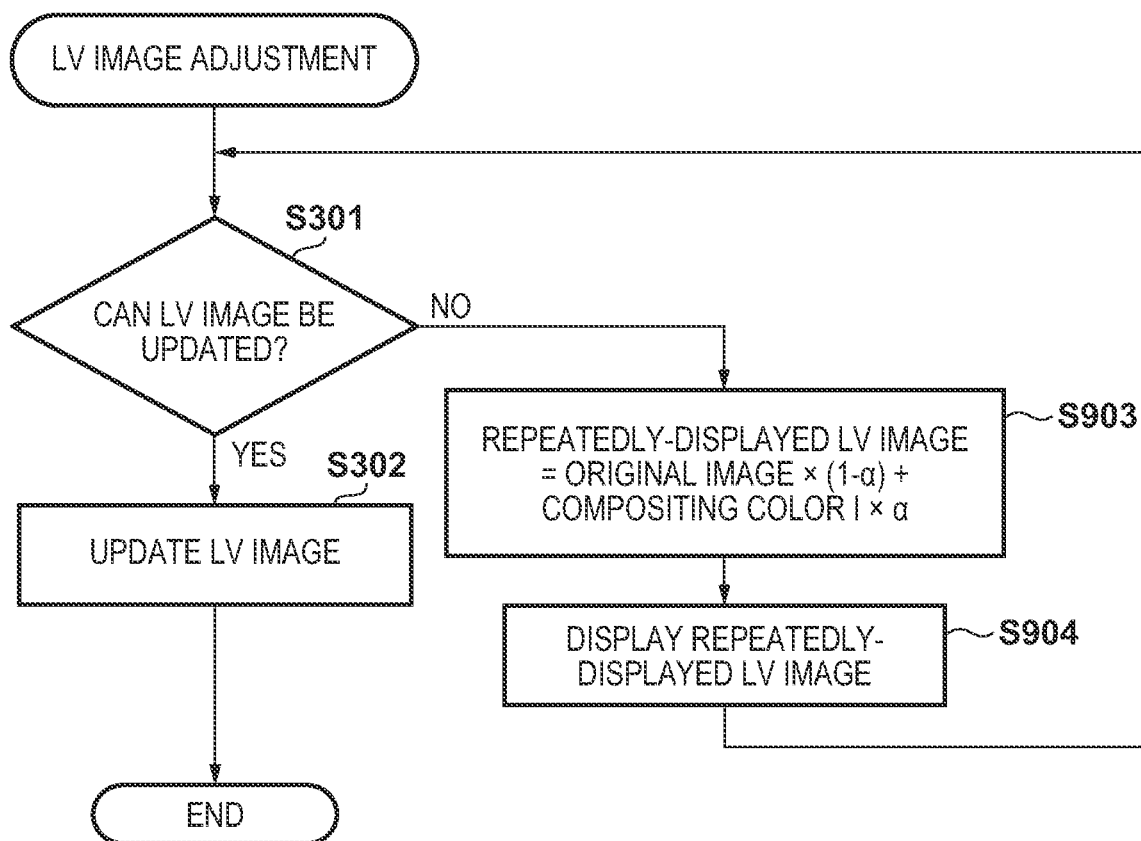 LV IMAGE ADJUSTMENT
S301
CAN LV IMAGE BE
UPDATED?
NO
YES
S302
UPDATE LV IMAGE
S903
REPEATEDLY-DISPLAYED LV IMAGE
= ORIGINAL IMAGE × (1-α) +
COMPOSITING COLOR I × α
S904
DISPLAY REPEATEDLY-
DISPLAYED LV IMAGE
END